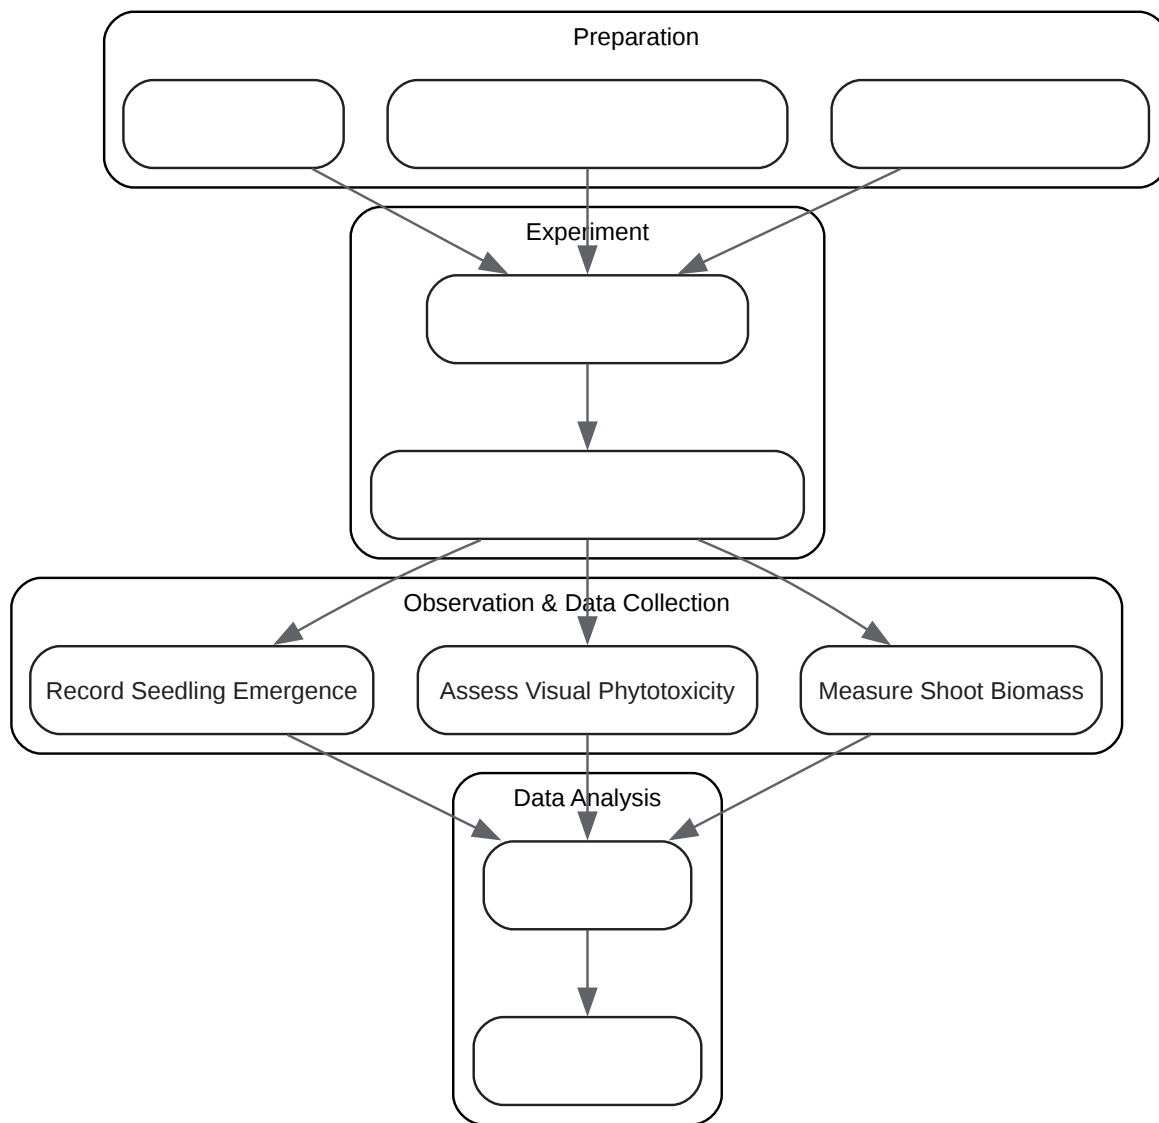 Preparation
Experiment
Observation & Data Collection
Record Seedling Emergence
Assess Visual Phytotoxicity
Measure Shoot Biomass
Data Analysis